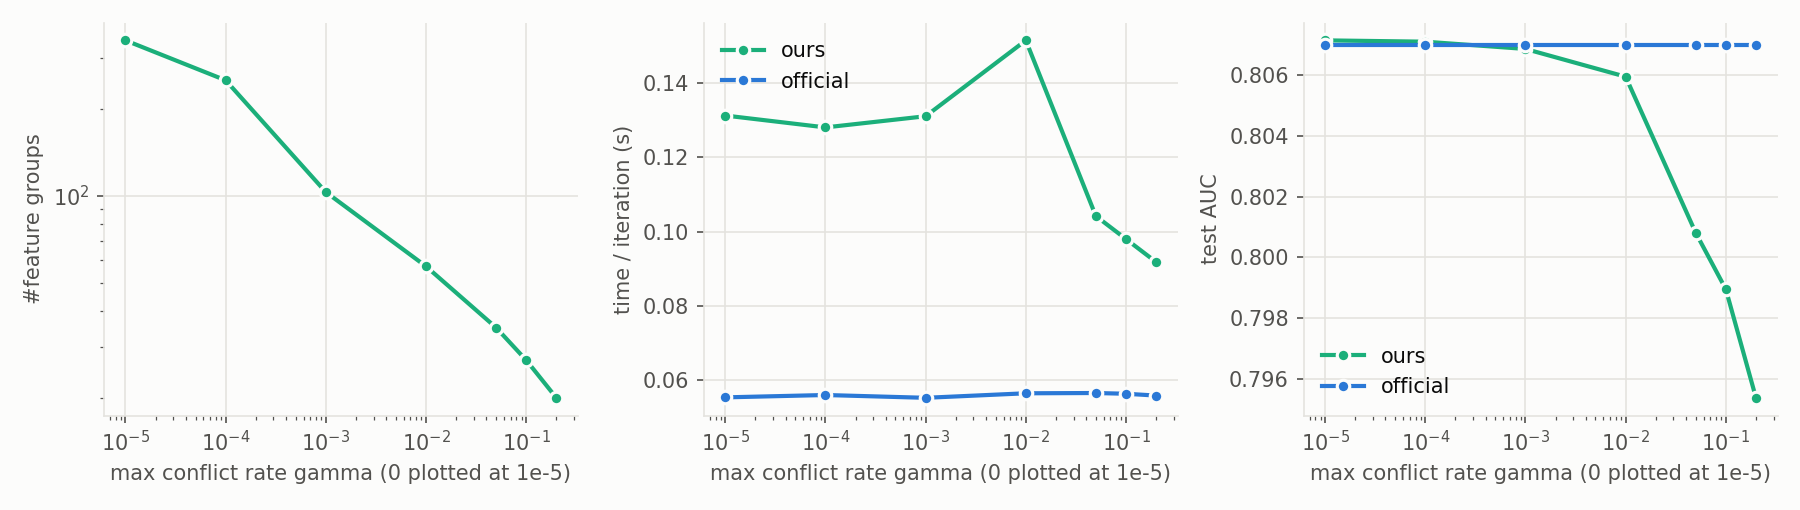 #feature groups
10²
10⁻⁵ 10⁻⁴ 10⁻³ 10⁻² 10⁻¹
max conflict rate gamma (0 plotted at 1e-5)
time / iteration (s)
ours
official
0.14
0.12
0.10
0.08
0.06
10⁻⁵ 10⁻⁴ 10⁻³ 10⁻² 10⁻¹
max conflict rate gamma (0 plotted at 1e-5)
test AUC
0.806
0.804
0.802
0.800
0.798
0.796
ours
official
10⁻⁵ 10⁻⁴ 10⁻³ 10⁻² 10⁻¹
max conflict rate gamma (0 plotted at 1e-5)